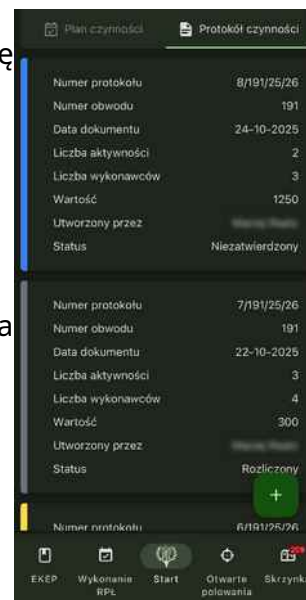 Plan czynności Protokół czynności
ę
Numer protokołu 8/191/25/26
Numer obwodu 191
Data dokumentu 24-10-2025
Liczba aktywności 2
Liczba wykonawców 3
Wartość 1250
Utworzony przez
Status Niezatwierdzony
Numer protokołu 7/191/25/26
Numer obwodu 191
a
Data dokumentu 22-10-2025
Liczba aktywności 3
Liczba wykonawców 4
Wartość 300
Utworzony przez
Status Rozliczony
+
Numer protokołu 6/191/25/26
EKEP Wykonanie Start Otwarte Skrzynk
RPŁ polowania